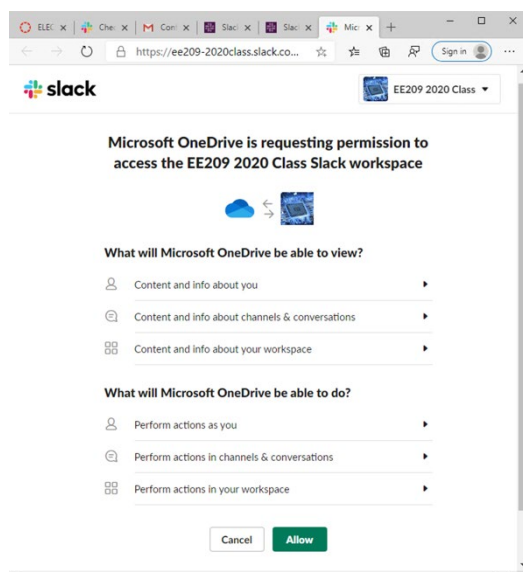 ELEC
Che
Con
Slac
Slac
Mic
https://ee209-2020class.slack.co...
Sign in
slack
EE209 2020 Class
Microsoft OneDrive is requesting permission to
access the EE209 2020 Class Slack workspace
What will Microsoft OneDrive be able to view?
Content and info about you
Content and info about channels & conversations
Content and info about your workspace
What will Microsoft OneDrive be able to do?
Perform actions as you
Perform actions in channels & conversations
Perform actions in your workspace
Cancel
Allow